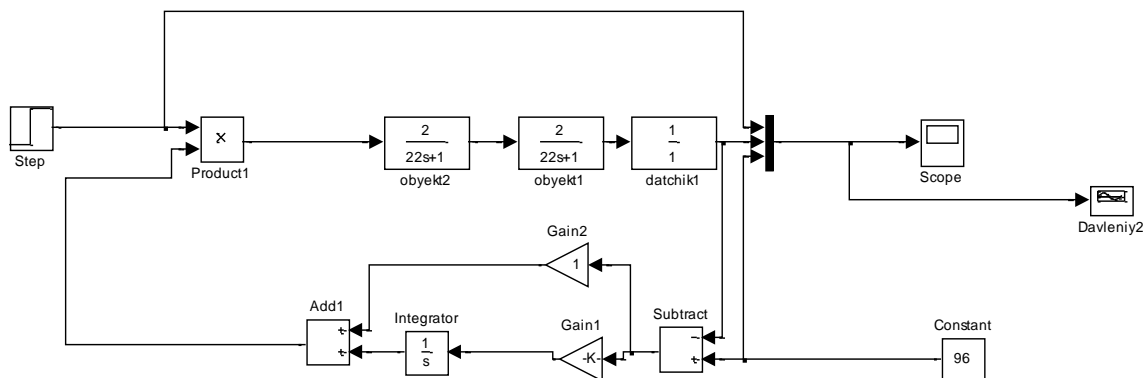 Step
×
Product1
2
22s+1
obyekt2
2
22s+1
obyekt1
1
1
datchik1
Scope
Davleniy2
Gain2
1
Add1
+
+
Integrator
1
s
Gain1
-K-
Subtract
−
+
Constant
96